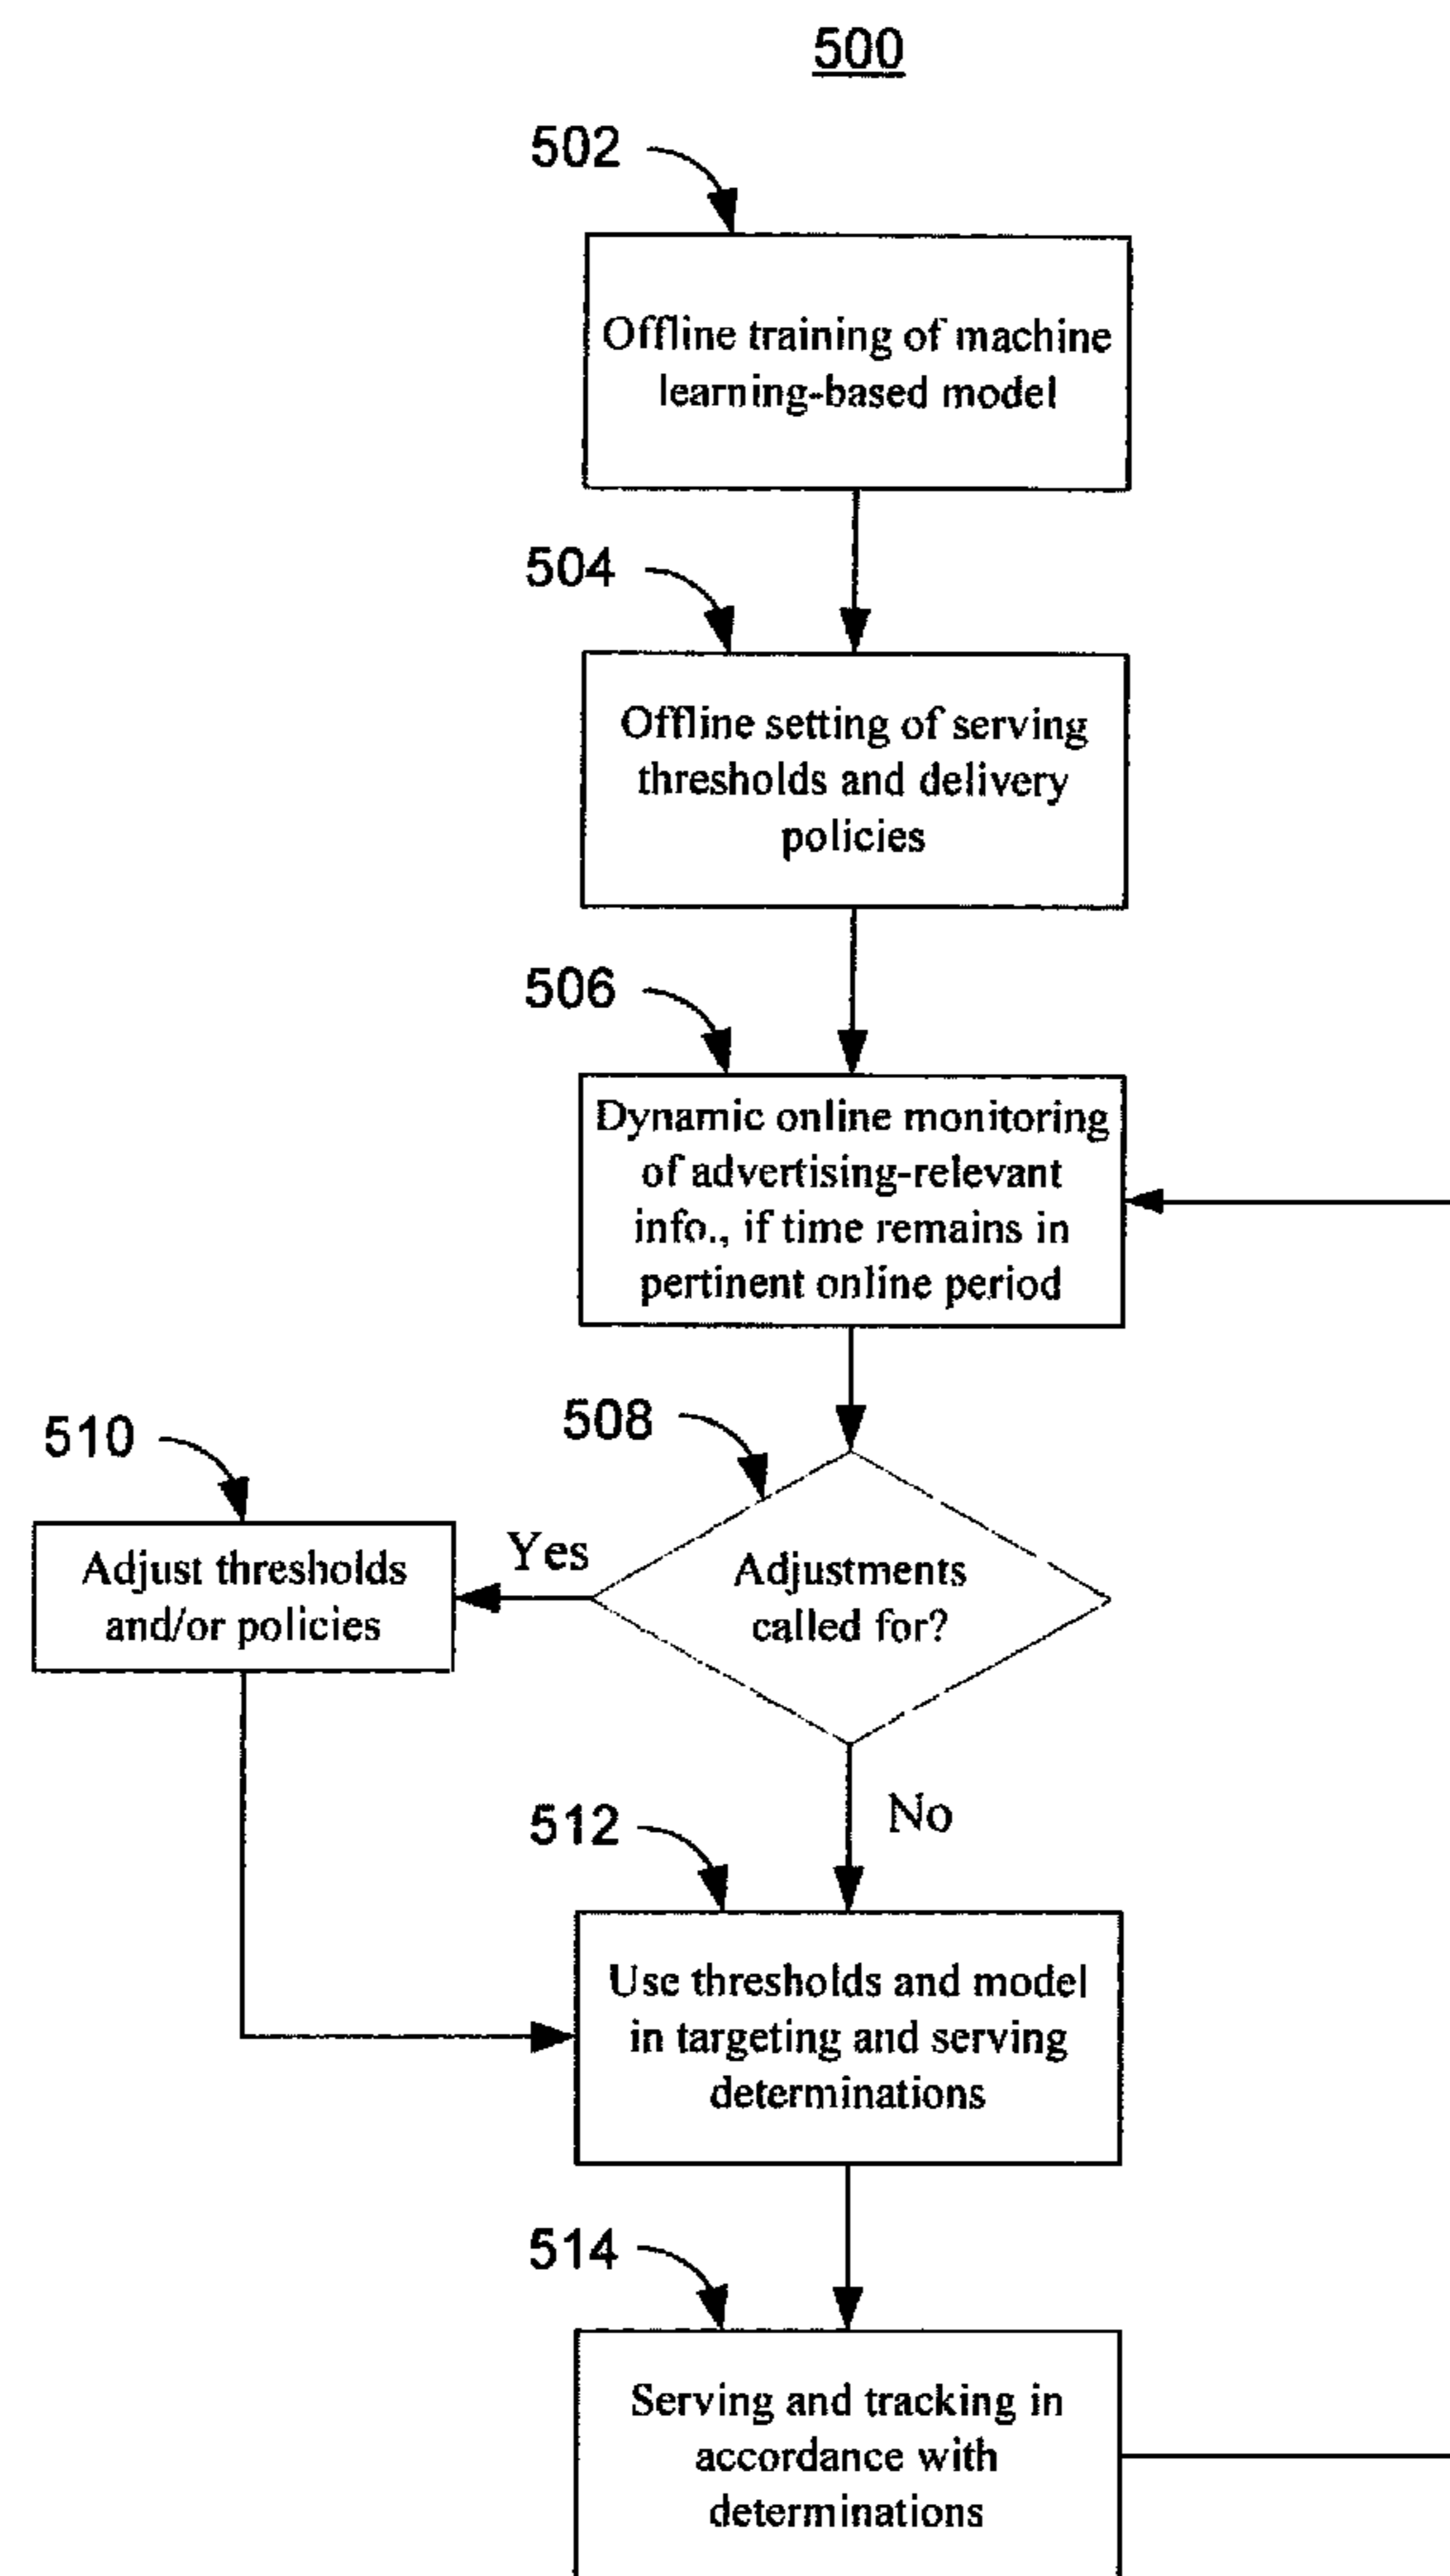 500
502
Offline training of machine
learning-based model
504
Offline setting of serving
thresholds and delivery
policies
506
Dynamic online monitoring
of advertising-relevant
info., if time remains in
pertinent online period
508
510
Adjustments
called for?
Yes
Adjust thresholds
and/or policies
No
512
Use thresholds and model
in targeting and serving
determinations
514
Serving and tracking in
accordance with
determinations